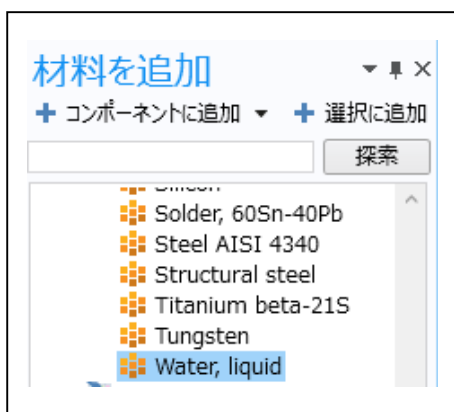 材料を追加
コンポーネントに追加 選択に追加
探索
Solder, 60Sn-40Pb
Steel AISI 4340
Structural steel
Titanium beta-21S
Tungsten
Water, liquid